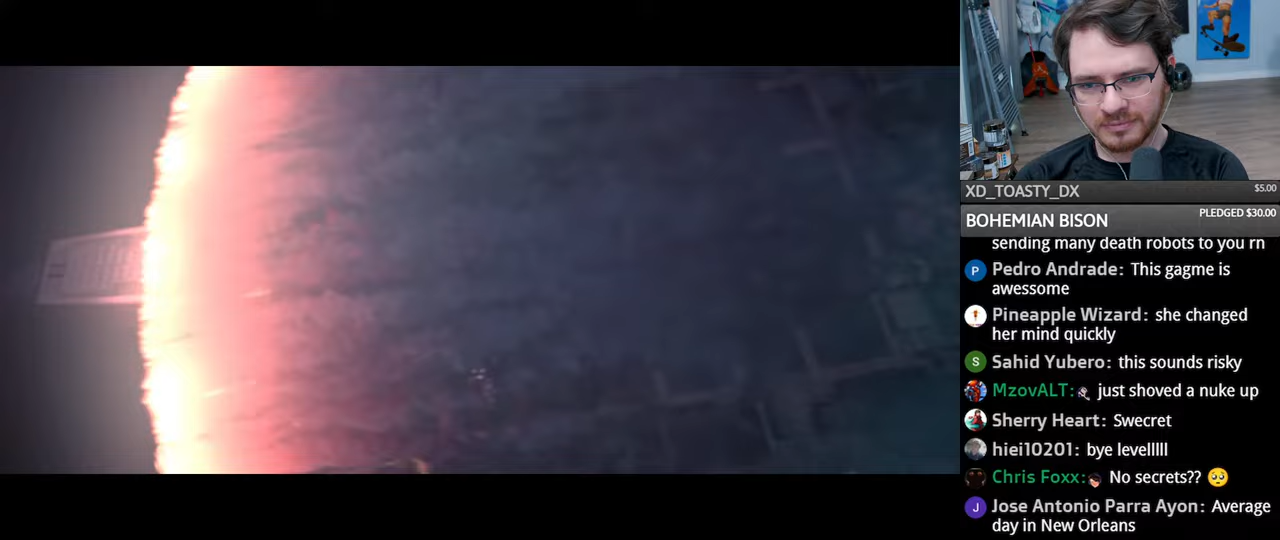 XD_TOASTY_DX
$5.00
BOHEMIAN BISON
PLEDGED $30.00
sending many death robots to you rn
P Pedro Andrade: This gagme is
awessome
Pineapple Wizard: she changed
her mind quickly
S Sahid Yubero: this sounds risky
MzovALT: just shoved a nuke up
Sherry Heart: Swecret
hiei10201: bye levelllll
Chris Foxx: No secrets??
J Jose Antonio Parra Ayon: Average
day in New Orleans